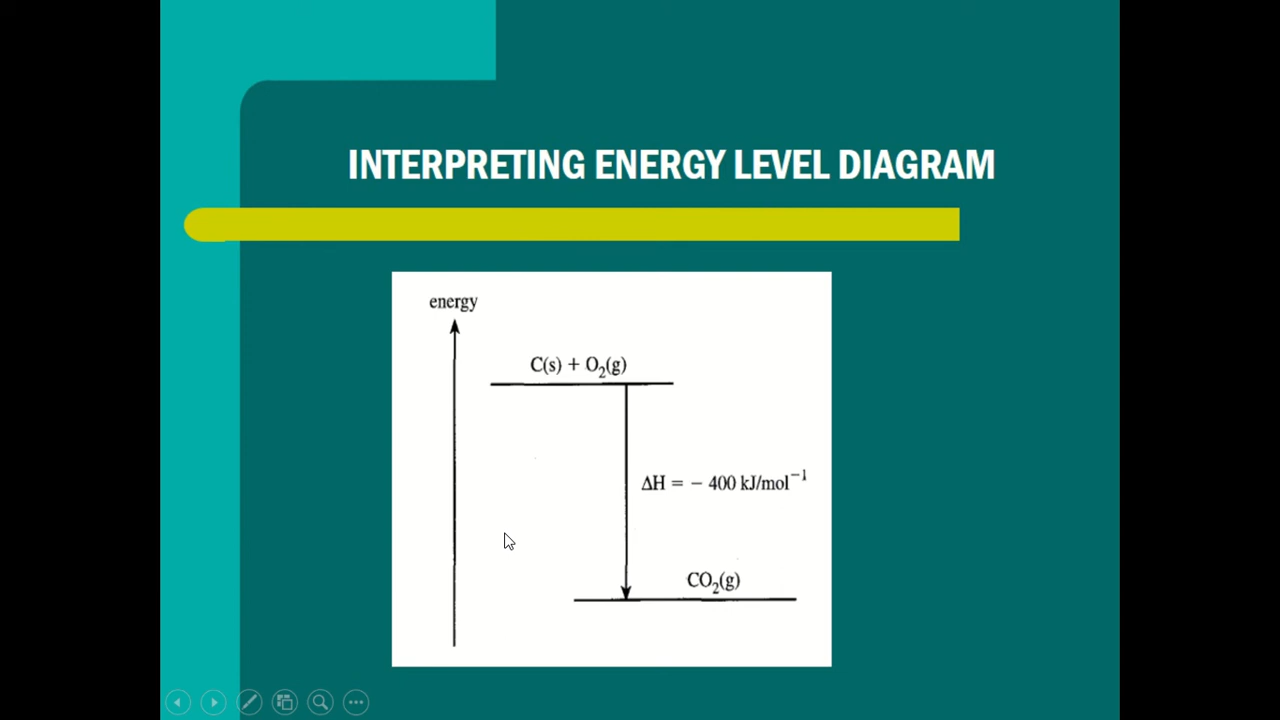 INTERPRETING ENERGY LEVEL DIAGRAM
energy
C(s) + O₂(g)
ΔH = − 400 kJ/mol⁻¹
CO₂(g)